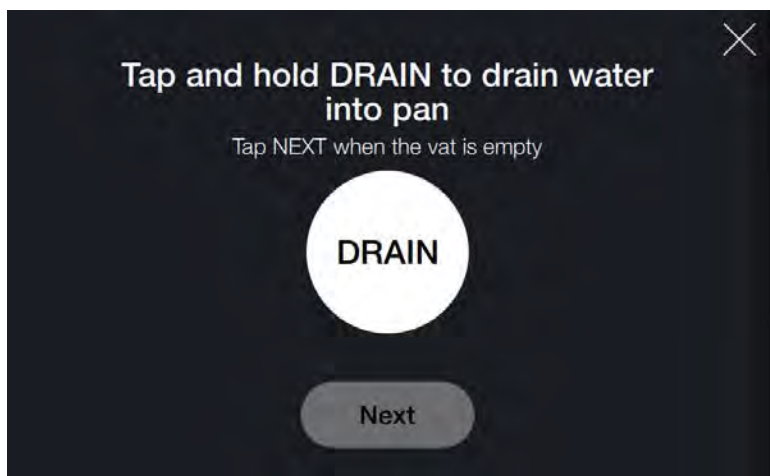 Tap and hold DRAIN to drain water
into pan
Tap NEXT when the vat is empty
DRAIN
Next